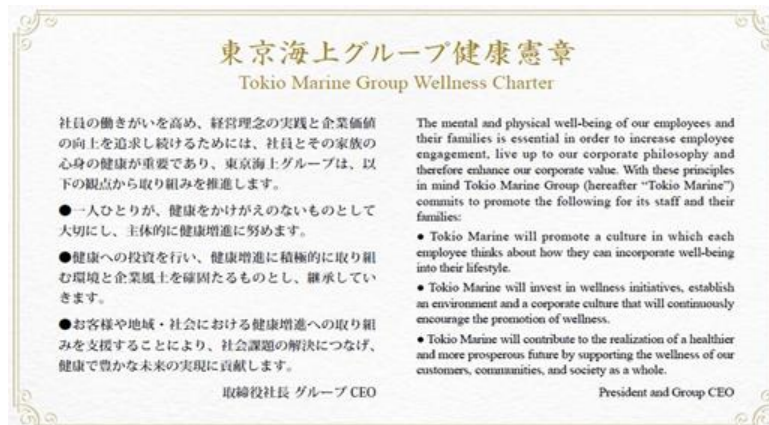 東京海上グループ健康憲章
Tokio Marine Group Wellness Charter
社員の働きがいを高め、経営理念の実践と企業価値
の向上を追求し続けるためには、社員とその家族の
心身の健康が重要であり、東京海上グループは、以
下の観点から取り組みを推進します。
●一人ひとりが、健康をかけがえのないものとして
大切にし、主体的に健康増進に努めます。
●健康への投資を行い、健康増進に積極的に取り組
む環境と企業風土を確固たるものとし、継承してい
きます。
●お客様や地域・社会における健康増進への取り組
みを支援することにより、社会課題の解決につなげ、
健康で豊かな未来の実現に貢献します。
取締役社長 グループ CEO
The mental and physical well-being of our employees and
their families is essential in order to increase employee
engagement, live up to our corporate philosophy and
therefore enhance our corporate value. With these principles
in mind Tokio Marine Group (hereafter “Tokio Marine”)
commits to promote the following for its staff and their
families:
● Tokio Marine will promote a culture in which each
employee thinks about how they can incorporate well-being
into their lifestyle.
● Tokio Marine will invest in wellness initiatives, establish
an environment and a corporate culture that will continuously
encourage the promotion of wellness.
● Tokio Marine will contribute to the realization of a healthier
and more prosperous future by supporting the wellness of our
customers, communities, and society as a whole.
President and Group CEO